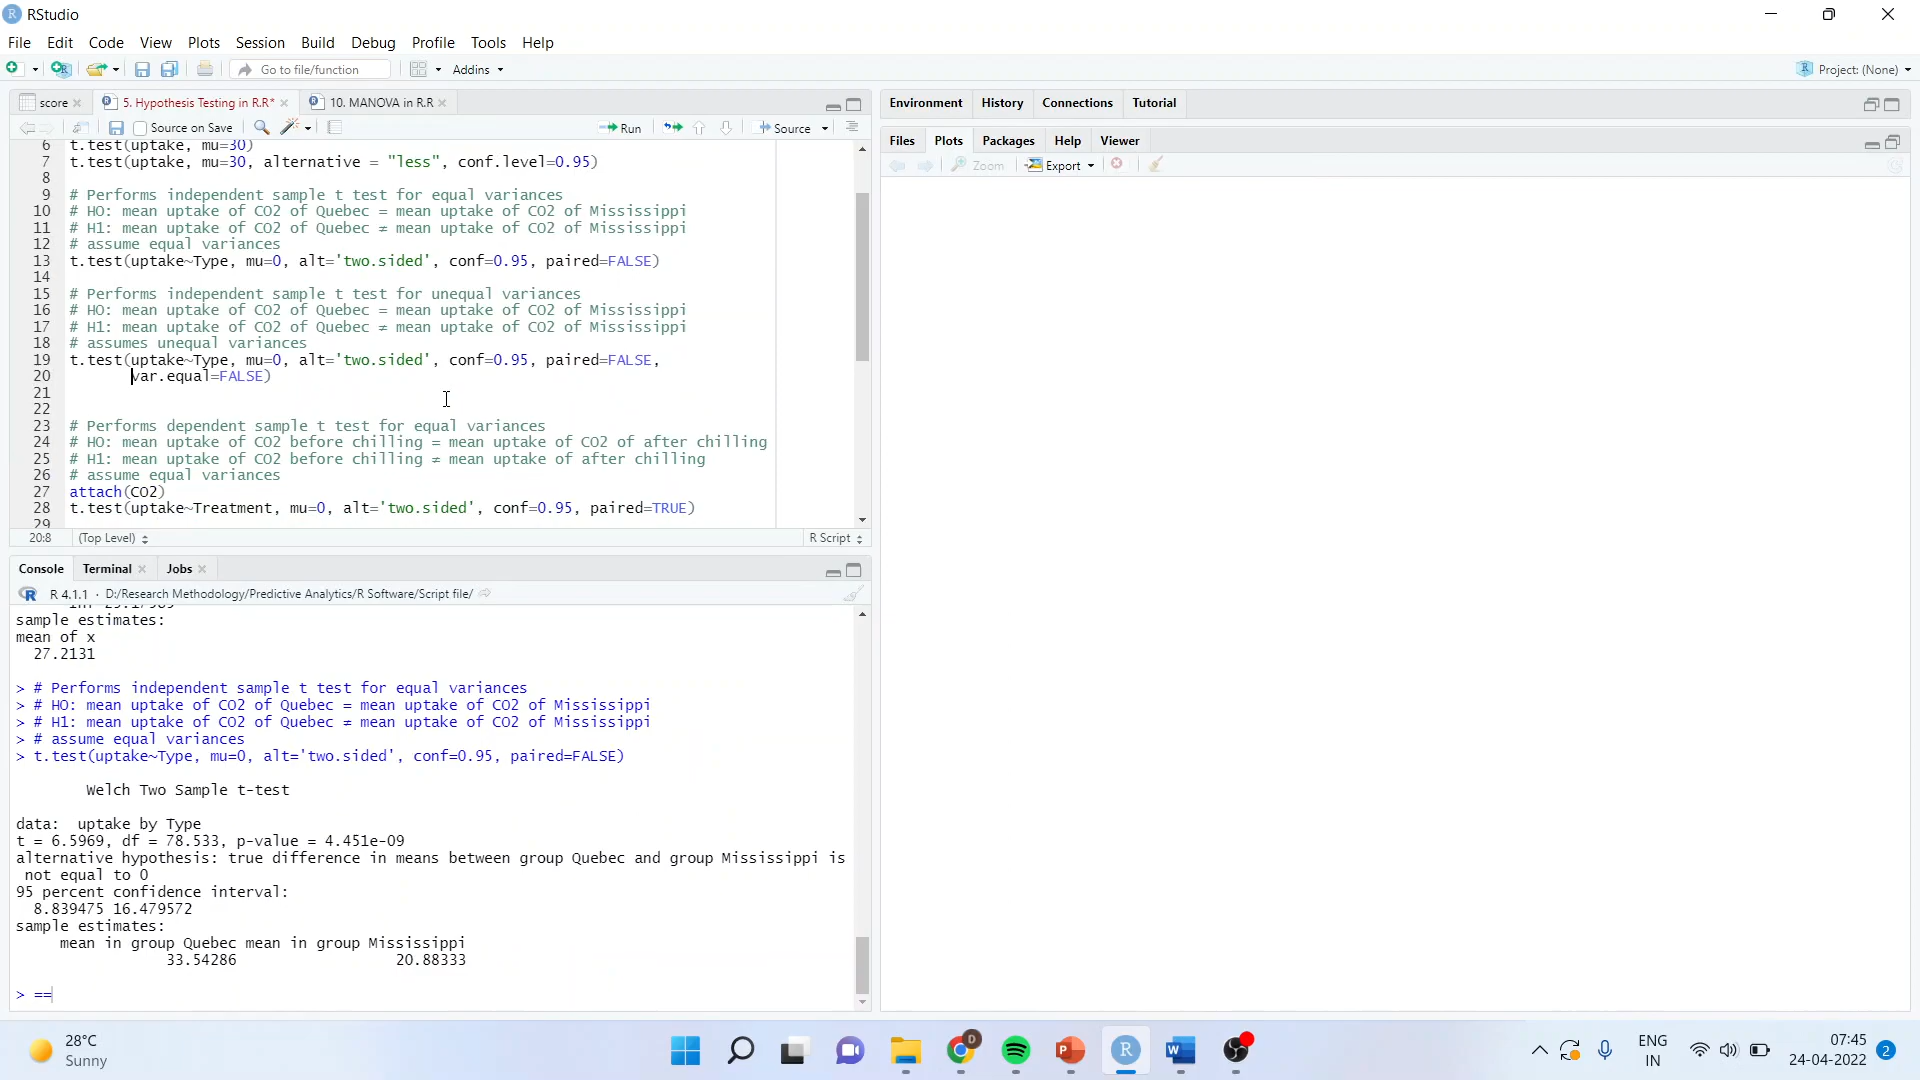 RStudio
File Edit Code View Plots Session Build Debug Profile Tools Help
Go to file/function Addins Project: (None)
score 5. Hypothesis Testing in R.R* 10. MANOVA in R.R
Source on Save Run Source
6 t.test(uptake, mu=30)
7 t.test(uptake, mu=30, alternative = "less", conf.level=0.95)
8
9 # Performs independent sample t test for equal variances
10 # HO: mean uptake of CO2 of Quebec = mean uptake of CO2 of Mississippi
11 # H1: mean uptake of CO2 of Quebec ≠ mean uptake of CO2 of Mississippi
12 # assume equal variances
13 t.test(uptake~Type, mu=0, alt='two.sided', conf=0.95, paired=FALSE)
14
15 # Performs independent sample t test for unequal variances
16 # HO: mean uptake of CO2 of Quebec = mean uptake of CO2 of Mississippi
17 # H1: mean uptake of CO2 of Quebec ≠ mean uptake of CO2 of Mississippi
18 # assumes unequal variances
19 t.test(uptake~Type, mu=0, alt='two.sided', conf=0.95, paired=FALSE,
20 var.equal=FALSE)
21
22
23 # Performs dependent sample t test for equal variances
24 # HO: mean uptake of CO2 before chilling = mean uptake of CO2 of after chilling
25 # H1: mean uptake of CO2 before chilling ≠ mean uptake of after chilling
26 # assume equal variances
27 attach(CO2)
28 t.test(uptake~Treatment, mu=0, alt='two.sided', conf=0.95, paired=TRUE)
29
20:8 (Top Level) R Script
Console Terminal Jobs
R 4.1.1 · D:/Research Methodology/Predictive Analytics/R Software/Script file/
sample estimates:
mean of x
27.2131
> # Performs independent sample t test for equal variances
> # HO: mean uptake of CO2 of Quebec = mean uptake of CO2 of Mississippi
> # H1: mean uptake of CO2 of Quebec ≠ mean uptake of CO2 of Mississippi
> # assume equal variances
> t.test(uptake~Type, mu=0, alt='two.sided', conf=0.95, paired=FALSE)
Welch Two Sample t-test
data: uptake by Type
t = 6.5969, df = 78.533, p-value = 4.451e-09
alternative hypothesis: true difference in means between group Quebec and group Mississippi is
not equal to 0
95 percent confidence interval:
8.839475 16.479572
sample estimates:
mean in group Quebec mean in group Mississippi
33.54286 20.88333
> ==
Environment History Connections Tutorial
Files Plots Packages Help Viewer
Zoom Export
28°C
Sunny
ENG
IN
07:45
24-04-2022
2